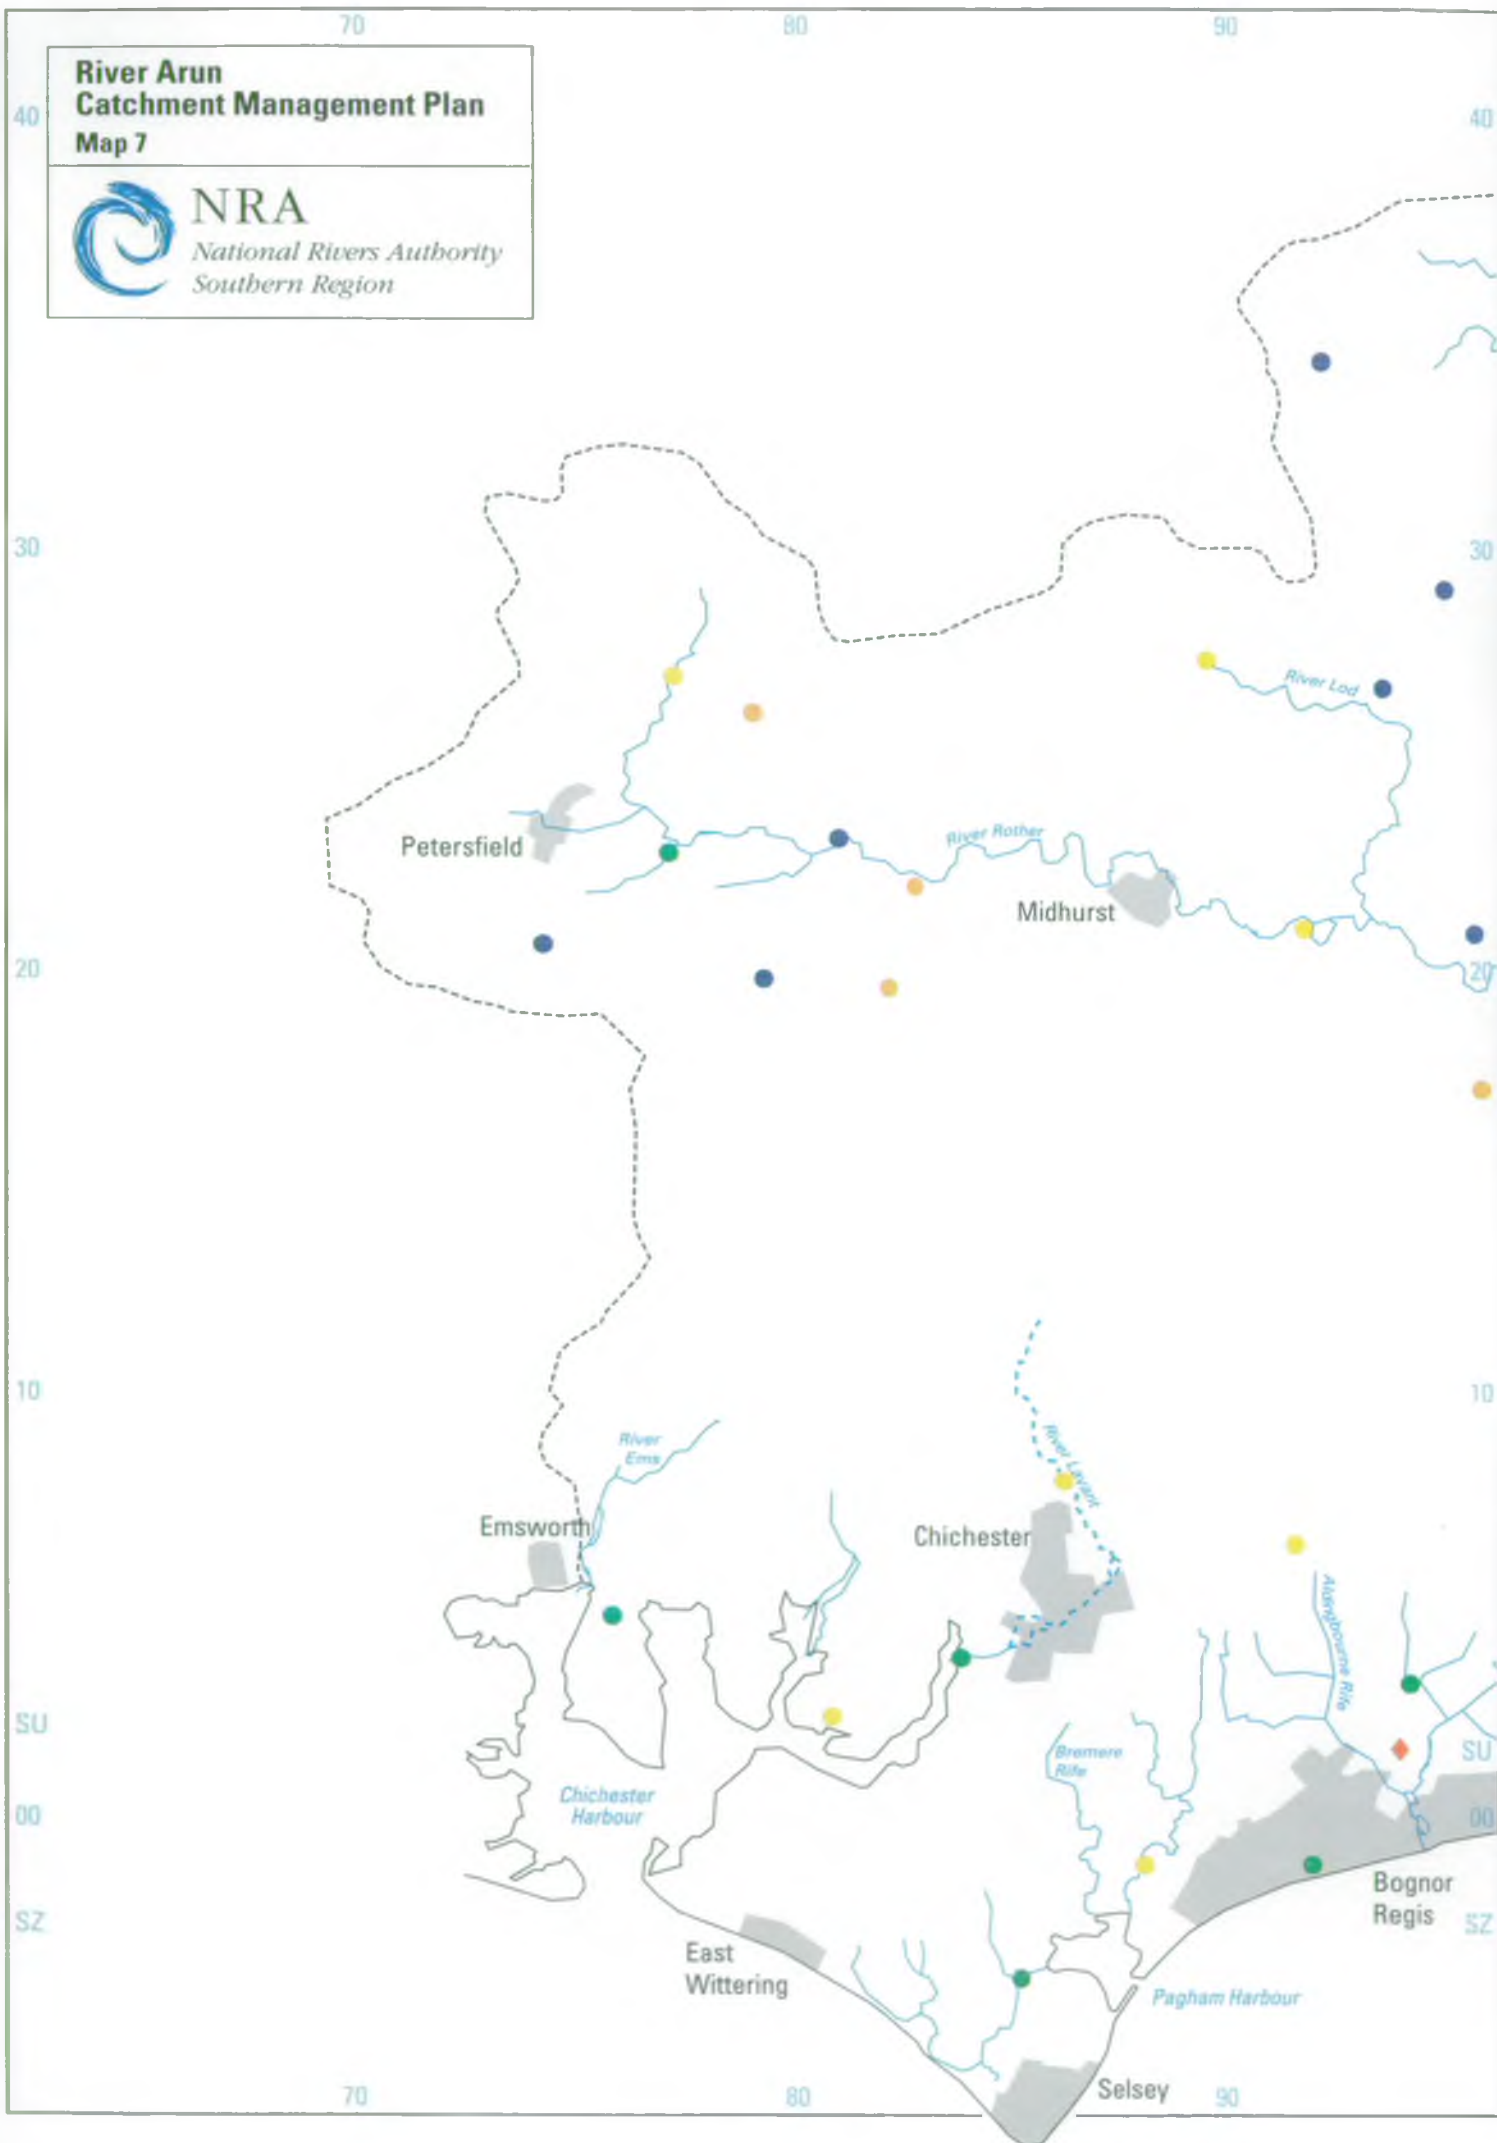 70
80
90
River Arun
Catchment Management Plan
Map 7
NRA
National Rivers Authority
Southern Region
40
40
30
30
River Lod
River Rother
Petersfield
Midhurst
20
20
10
10
River
Ems
River Lavant
Emsworth
Chichester
Aldingbourne Rife
SU
SU
Bremere
Rife
Chichester
Harbour
00
00
Bognor
Regis
SZ
SZ
East
Wittering
Pagham Harbour
Selsey
70
80
90